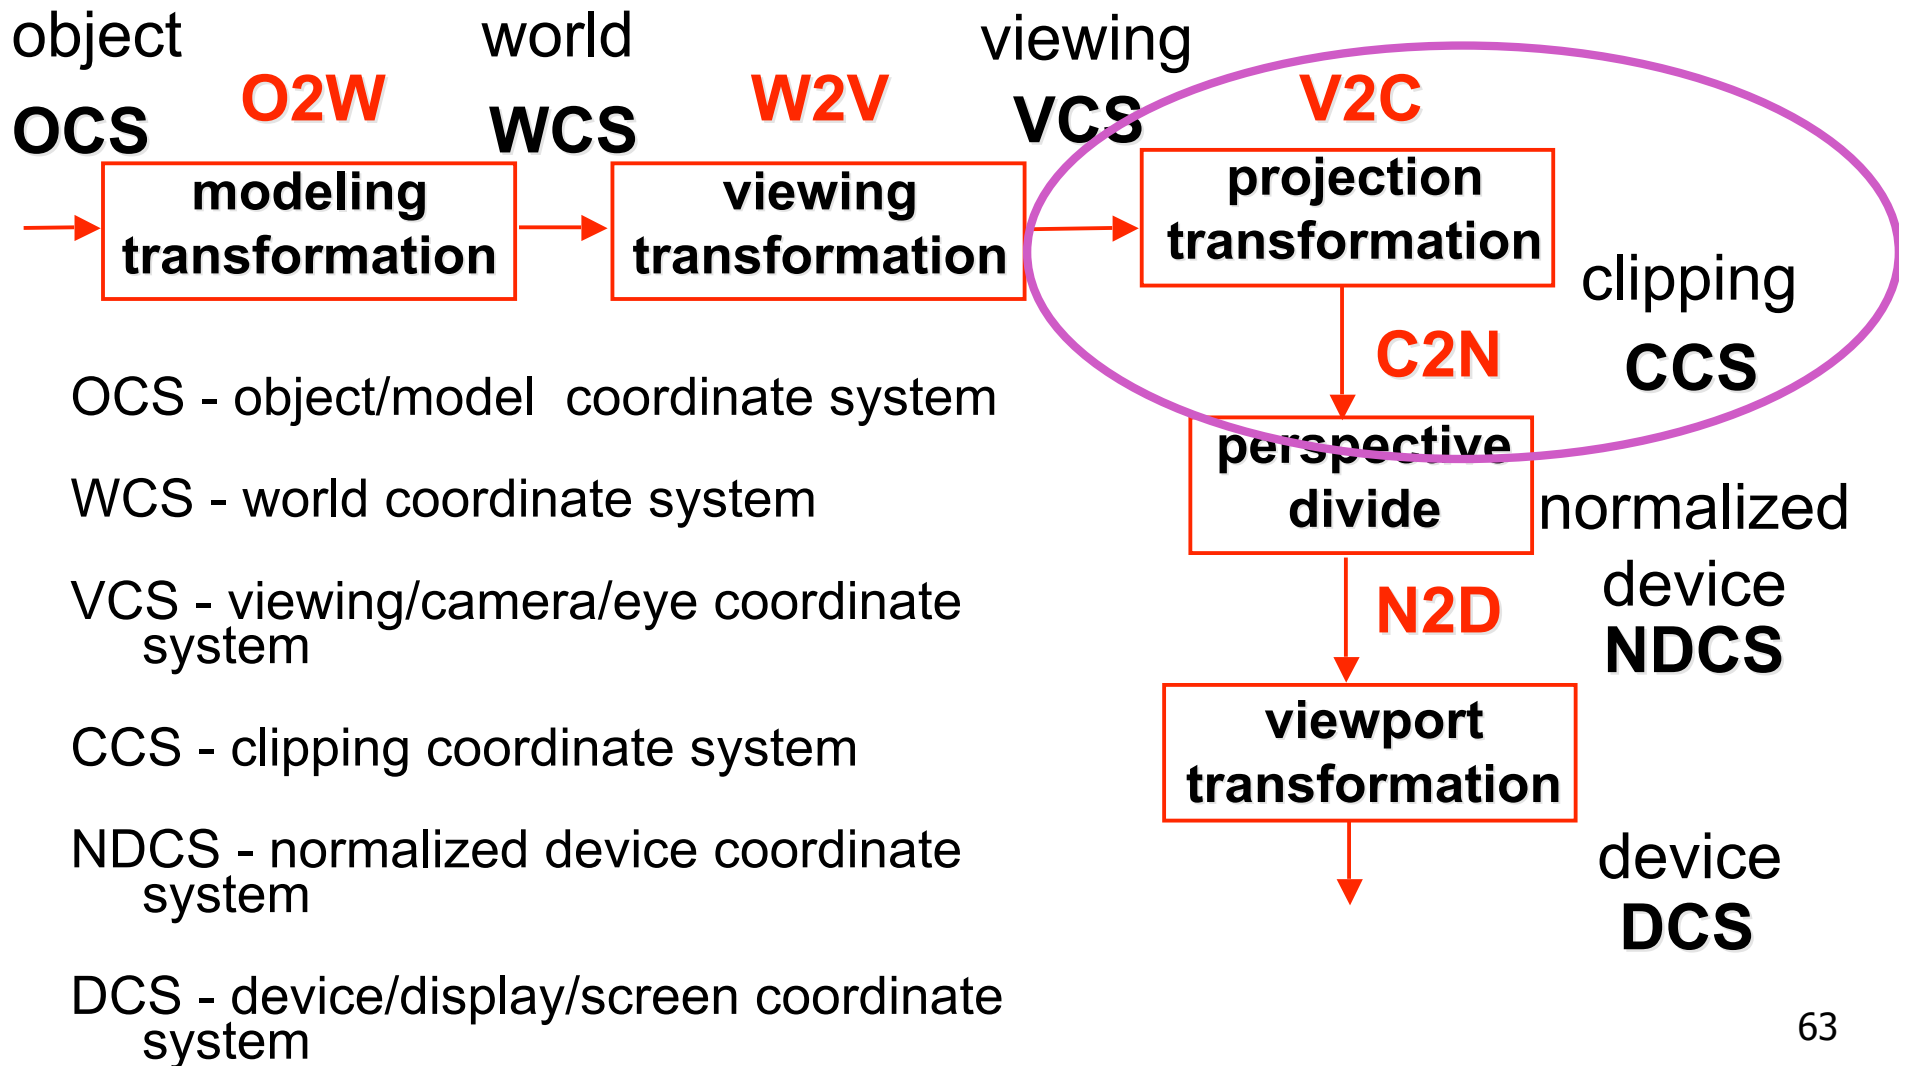 object
OCS
O2W
world
WCS
W2V
viewing
VCS
V2C
modeling
transformation
viewing
transformation
projection
transformation
clipping
CCS
C2N
perspective
divide
normalized
device
NDCS
N2D
viewport
transformation
device
DCS
OCS - object/model coordinate system
WCS - world coordinate system
VCS - viewing/camera/eye coordinate
system
CCS - clipping coordinate system
NDCS - normalized device coordinate
system
DCS - device/display/screen coordinate
system
63